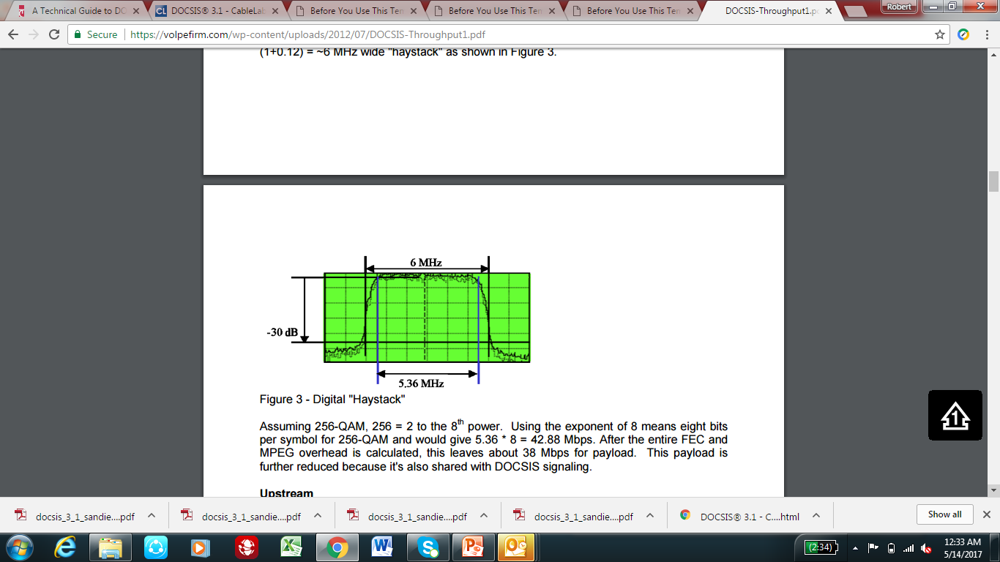 A Technical Guide to DO
DOCSIS® 3.1 - CableLab
Before You Use This Tem
Before You Use This Tem
Before You Use This Tem
DOCSIS-Throughput1.p
Robert
Secure
https://volpefirm.com/wp-content/uploads/2012/07/DOCSIS-Throughput1.pdf
(1+0.12) = ~6 MHz wide "haystack" as shown in Figure 3.
6 MHz
-30 dB
5.36 MHz
Figure 3 - Digital "Haystack"
Assuming 256-QAM, 256 = 2 to the 8th power. Using the exponent of 8 means eight bits
per symbol for 256-QAM and would give 5.36 * 8 = 42.88 Mbps. After the entire FEC and
MPEG overhead is calculated, this leaves about 38 Mbps for payload. This payload is
further reduced because it's also shared with DOCSIS signaling.
Upstream
1
docsis_3_1_sandie....pdf
docsis_3_1_sandie....pdf
docsis_3_1_sandie....pdf
docsis_3_1_sandie....pdf
DOCSIS® 3.1 - C....html
Show all
(2:34)
12:33 AM
5/14/2017